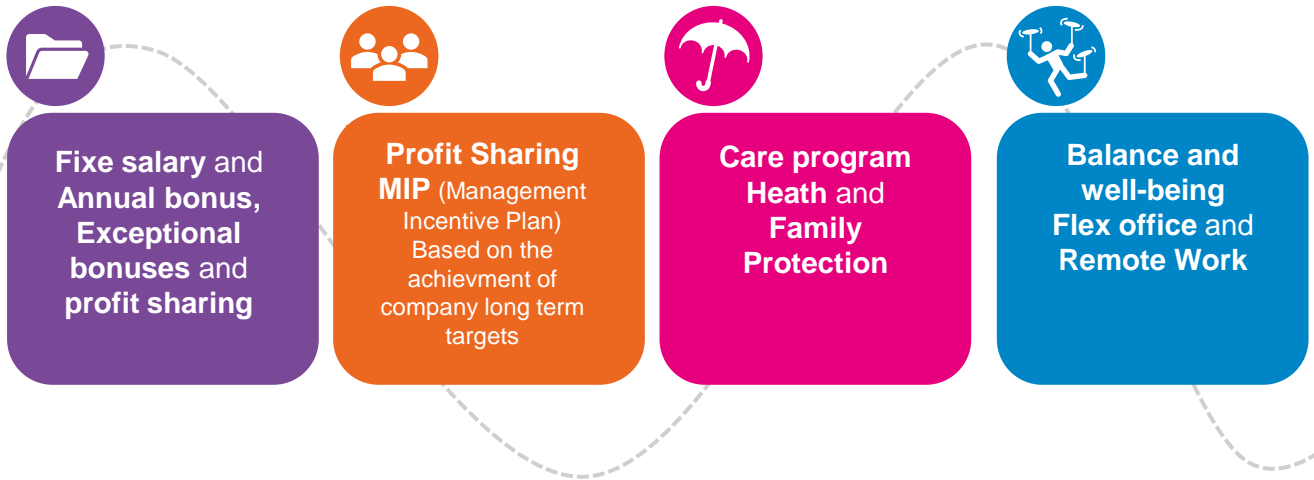 Fixe salary and
Annual bonus,
Exceptional
bonuses and
profit sharing
Profit Sharing
MIP (Management
Incentive Plan)
Based on the
achievment of
company long term
targets
Care program
Heath and
Family
Protection
Balance and
well-being
Flex office and
Remote Work